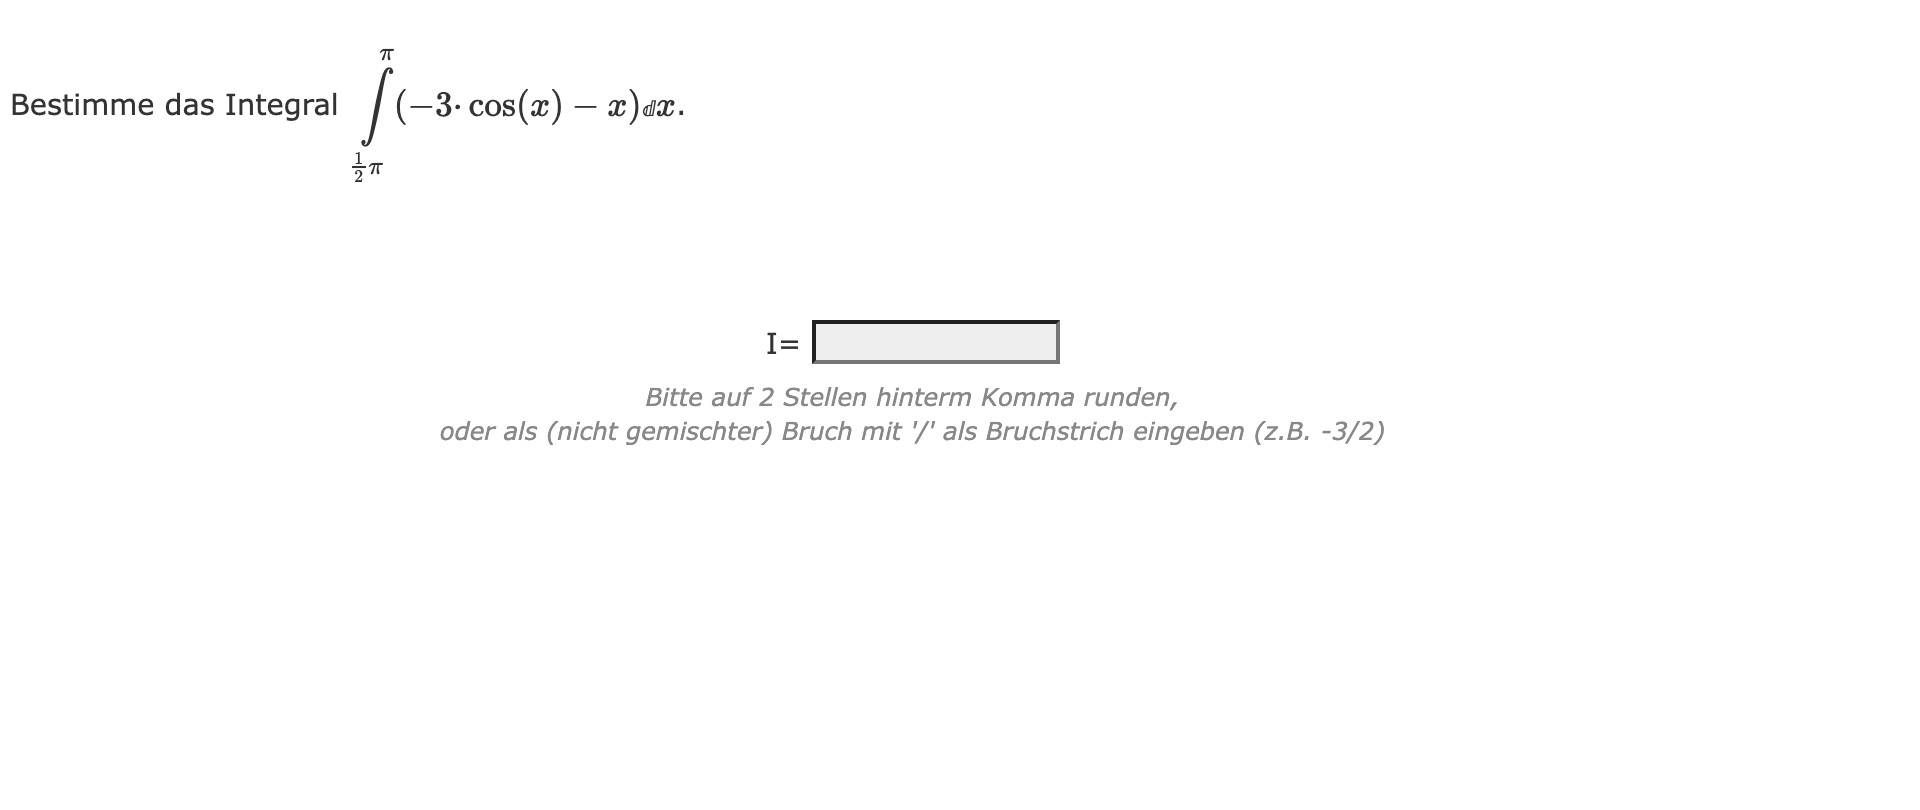 Bestimme das Integral \int_{\frac{1}{2}\pi}^{\pi} (-3 \cdot \cos(x) - x) dx.
I=
Bitte auf 2 Stellen hinterm Komma runden,
oder als (nicht gemischter) Bruch mit '/' als Bruchstrich eingeben (z.B. -3/2)